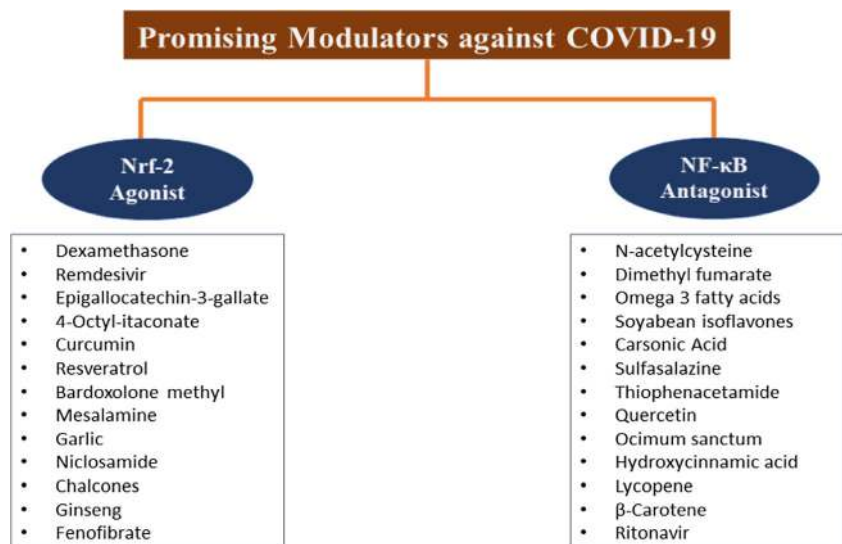 Promising Modulators against COVID-19
Nrf-2
Agonist
• Dexamethasone
• Remdesivir
• Epigallocatechin-3-gallate
• 4-Octyl-itaconate
• Curcumin
• Resveratrol
• Bardoxolone methyl
• Mesalamine
• Garlic
• Niclosamide
• Chalcones
• Ginseng
• Fenofibrate
NF-κB
Antagonist
• N-acetylcysteine
• Dimethyl fumarate
• Omega 3 fatty acids
• Soyabean isoflavones
• Carsonic Acid
• Sulfasalazine
• Thiophenacetamide
• Quercetin
• Ocimum sanctum
• Hydroxycinnamic acid
• Lycopene
• β-Carotene
• Ritonavir